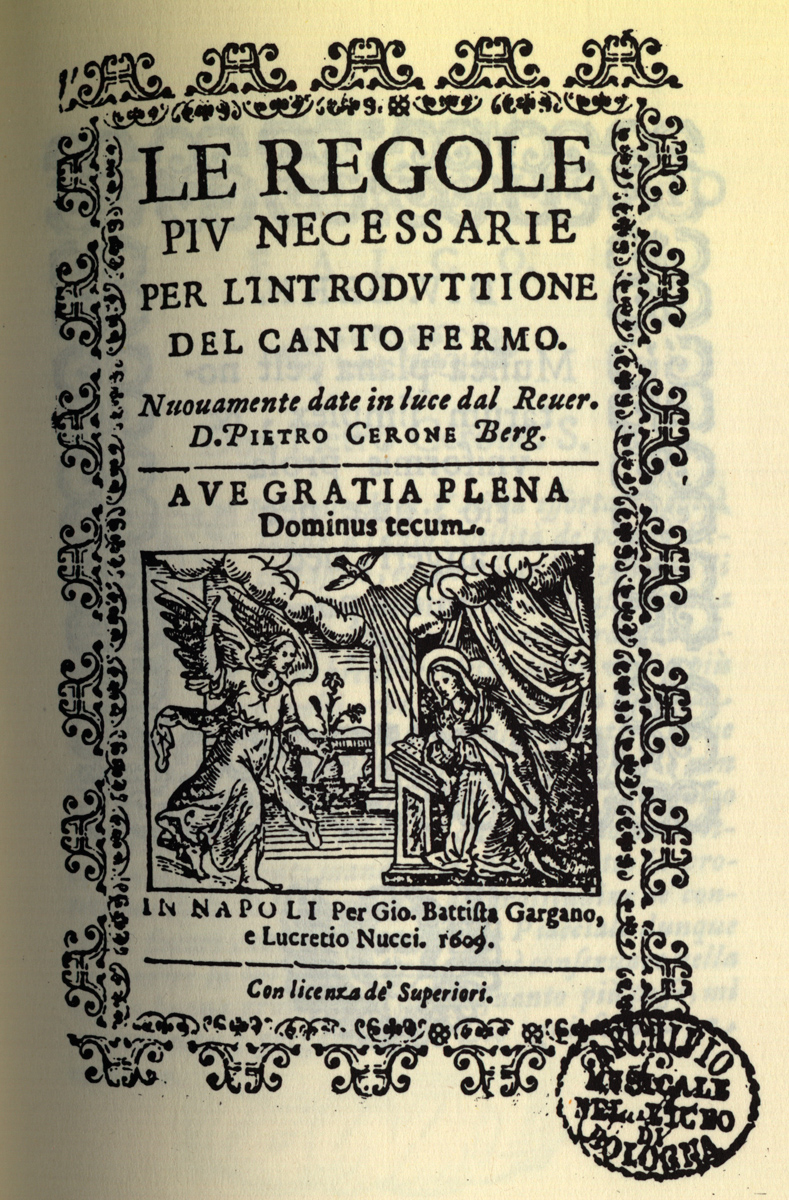 LE REGOLE
PIV NECESSARIE
PER L'INTRODVTTIONE
DEL CANTO FERMO.
Nuouamente date in luce dal Reuer.
D. PIETRO CERONE Berg.
AVE GRATIA PLENA
Dominus tecum.
IN NAPOLI Per Gio. Battiſta Gargano,
e Lucretio Nucci. 1609.
Con licenza de' Superiori.
ARCHIVIO
MUSICALE
NEL LICEO
DI
BOLOGNA